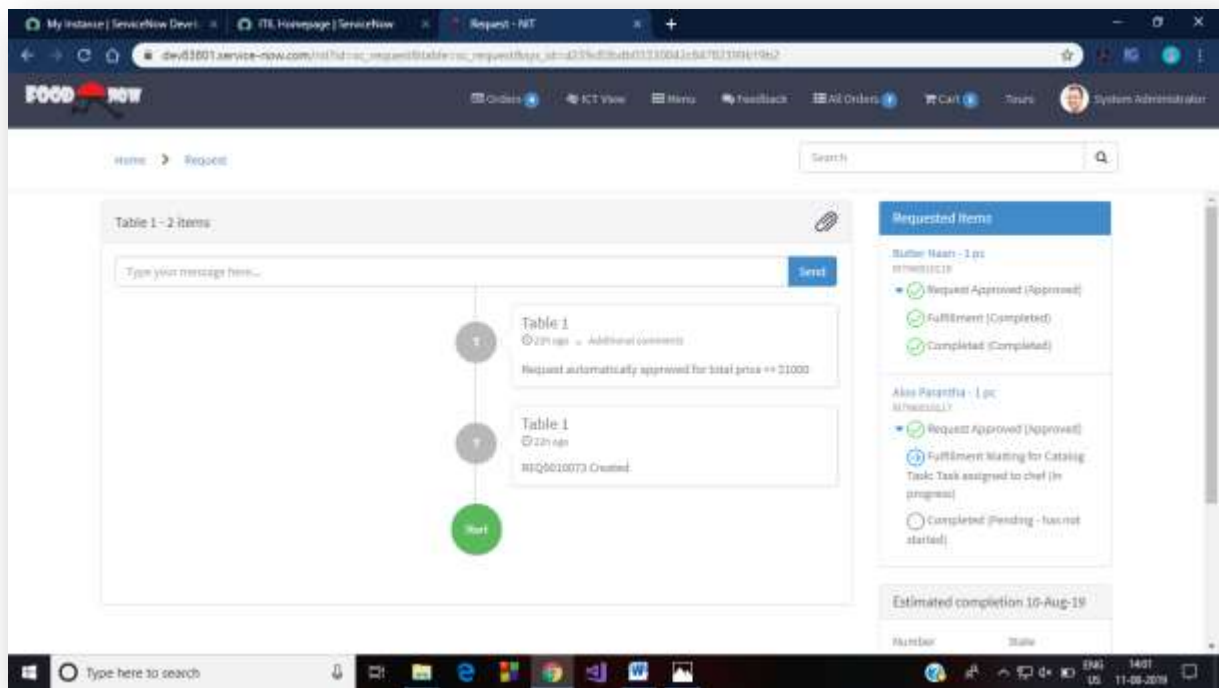 My Instance | ServiceNow Devel
ITIL Homepage | ServiceNow
Request - NIT
FOOD NOW
Orders
ICT View
Menu
Feedback
All Orders
Cart
Tours
System Administrator
Home > Request
Search
Table 1 - 2 items
Type your message here...
Send
Table 1
22h ago
Additional comments
Request automatically approved for total price
Table 1
22h ago
REQ0010073 Created
Start
Requested Items
Butter Naan - 1 pc
Request Approved (Approved)
Fulfillment (Completed)
Completed (Completed)
Aloo Parantha - 1 pc
Request Approved (Approved)
Fulfillment Waiting for Catalog
Task: Task assigned to chef (In
progress)
Completed (Pending - has not
started)
Estimated completion 10-Aug-19
Number State
Type here to search
ENG
US
14:01
11-08-2019